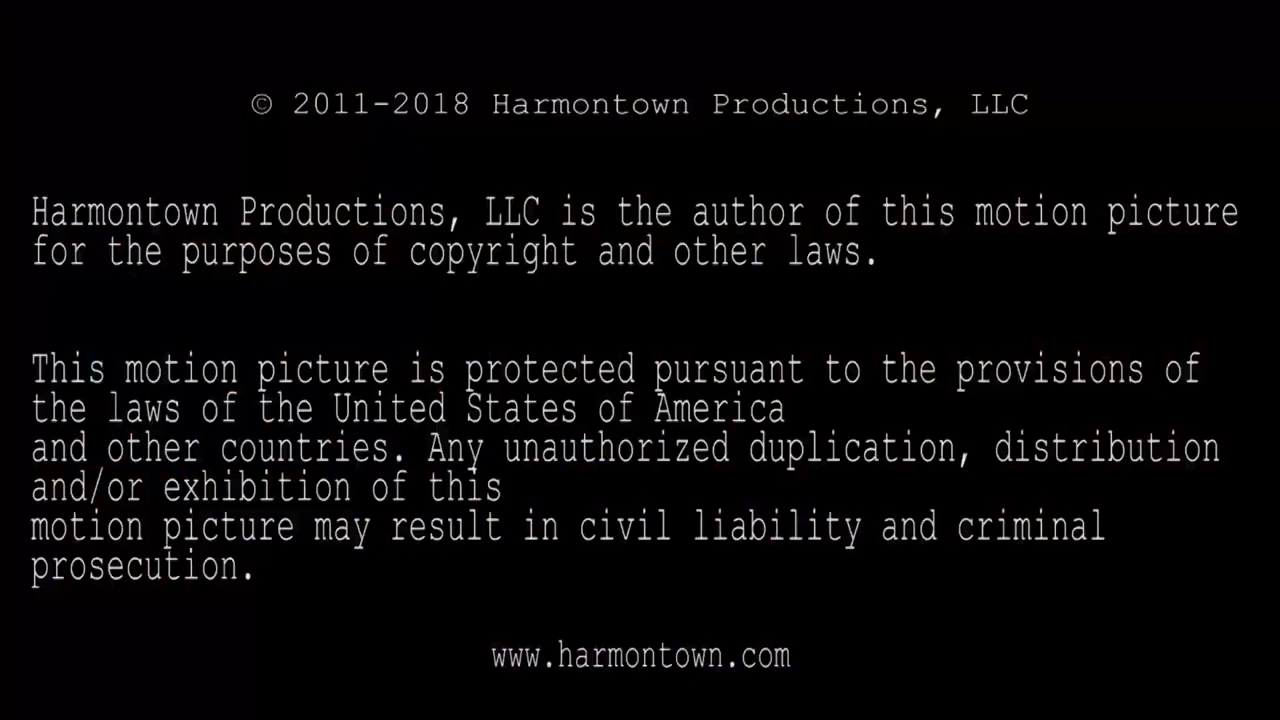 © 2011-2018 Harmontown Productions, LLC
Harmontown Productions, LLC is the author of this motion picture
for the purposes of copyright and other laws.
This motion picture is protected pursuant to the provisions of
the laws of the United States of America
and other countries. Any unauthorized duplication, distribution
and/or exhibition of this
motion picture may result in civil liability and criminal
prosecution.
www.harmontown.com